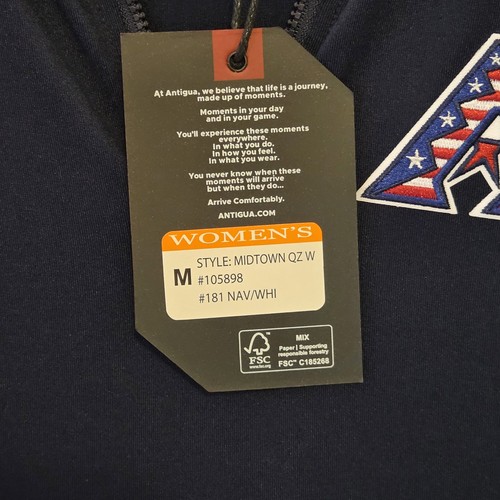 At Antigua, we believe that life is a journey,
made up of moments.
Moments in your day
and in your game.
You'll experience these moments
everywhere.
In what you do.
In how you feel.
In what you wear.
You never know when these
moments will arrive
but when they do...
Arrive Comfortably.
ANTIGUA.COM
WOMEN'S
M
STYLE: MIDTOWN QZ W
#105898
#181 NAV/WHI
FSC
www.fsc.org
MIX
Paper | Supporting
responsible forestry
FSC™ C185268